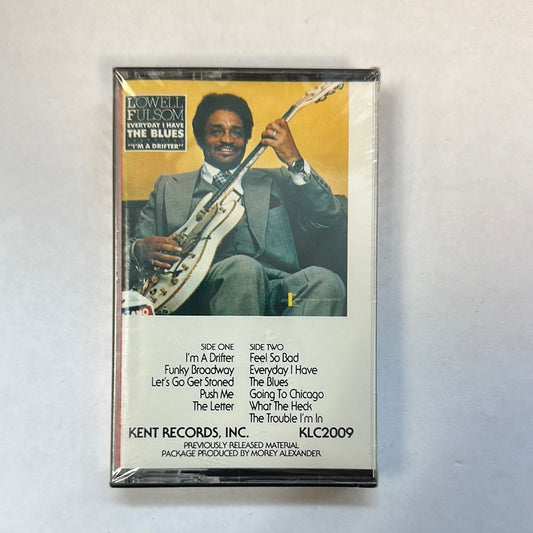 LOWELL
FULSOM
EVERYDAY I HAVE
THE BLUES
"I'M A DRIFTER"
SIDE ONE
I'm A Drifter
Funky Broadway
Let's Go Get Stoned
Push Me
The Letter
SIDE TWO
Feel So Bad
Everyday I Have
The Blues
Going To Chicago
What The Heck
The Trouble I'm In
KENT RECORDS, INC. KLC2009
PREVIOUSLY RELEASED MATERIAL
PACKAGE PRODUCED BY MOREY ALEXANDER